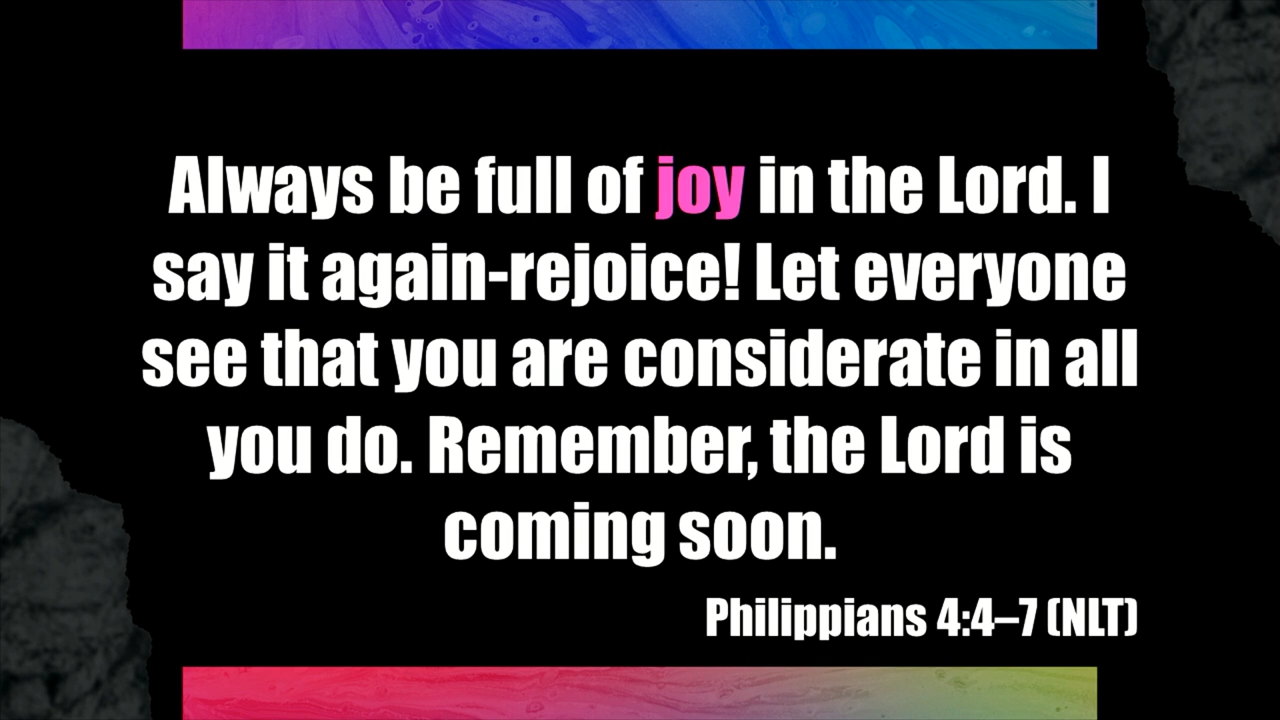 Always be full of joy in the Lord. I
say it again-rejoice! Let everyone
see that you are considerate in all
you do. Remember, the Lord is
coming soon.
Philippians 4:4–7 (NLT)